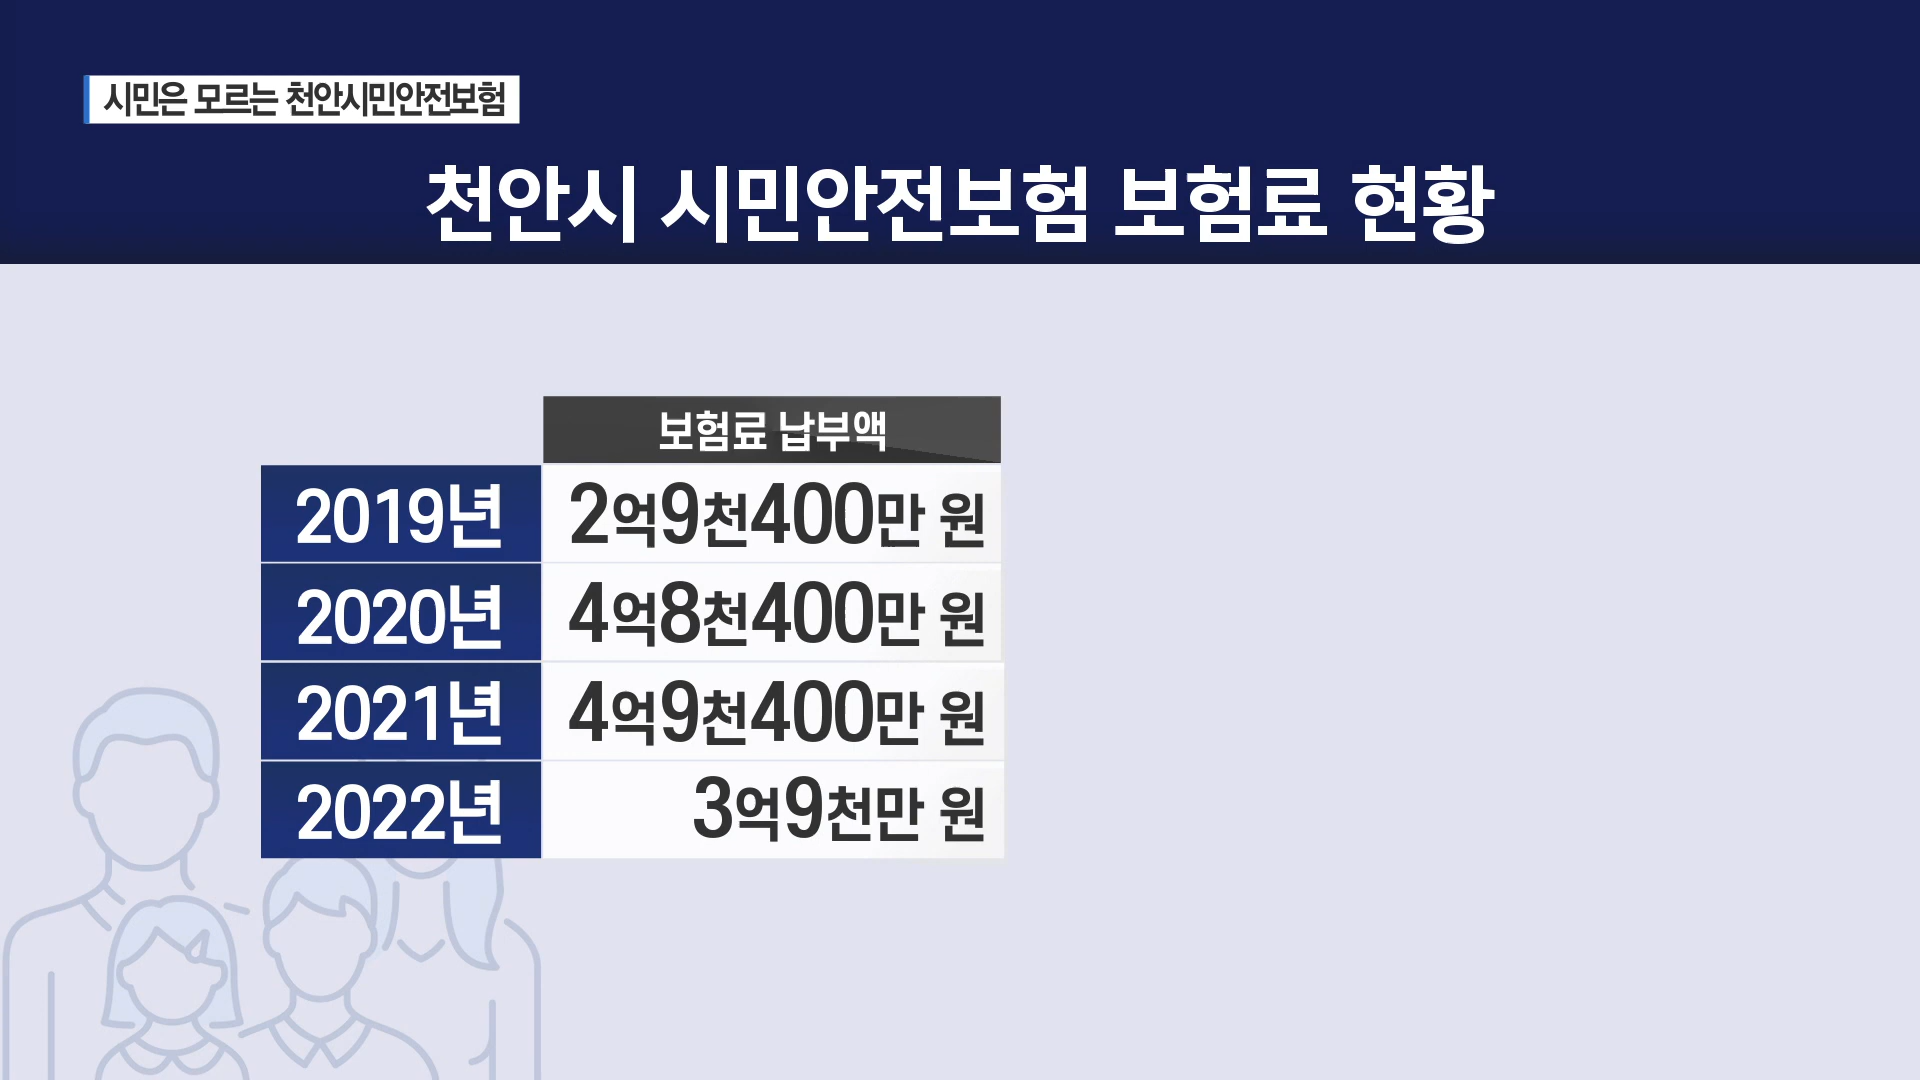 시민은 모르는 천안시민안전보험
천안시 시민안전보험 보험료 현황
보험료 납부액
2019년 2억9천400만 원
2020년 4억8천400만 원
2021년 4억9천400만 원
2022년 3억9천만 원